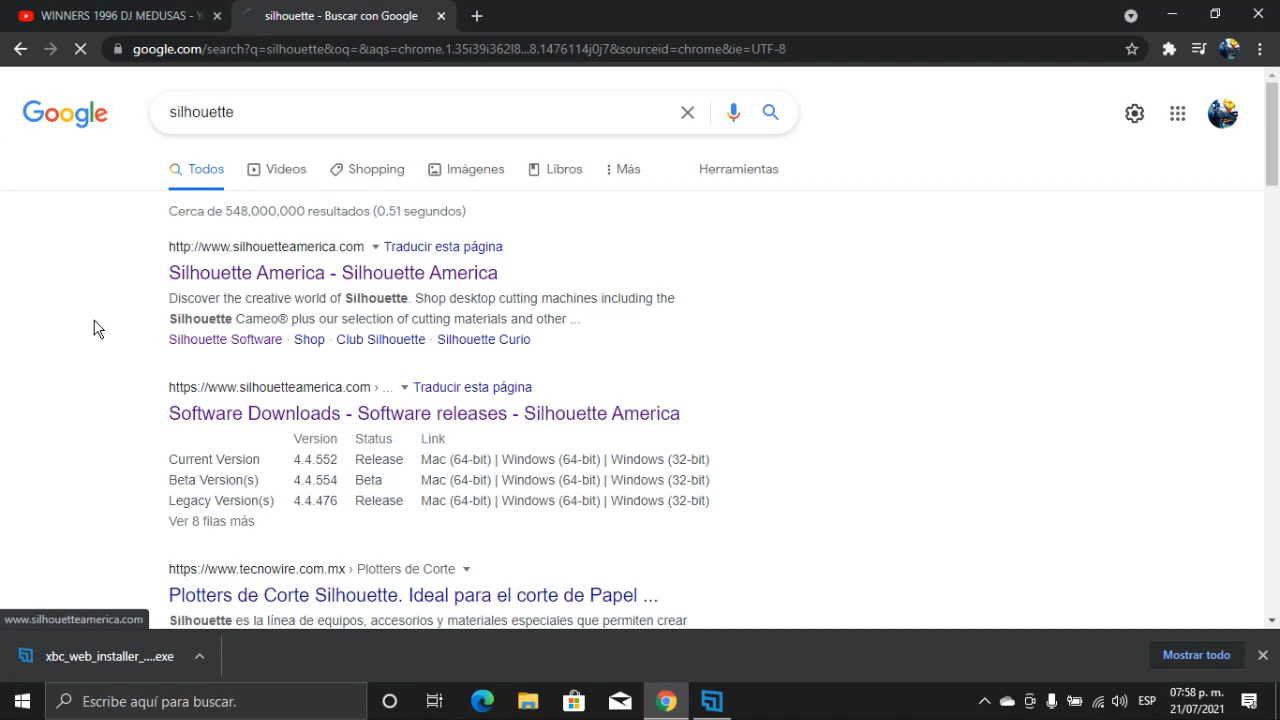 WINNERS 1996 DJ MEDUSAS - Y
silhouette - Buscar con Google
google.com/search?q=silhouette&oq=&aqs=chrome.1.35i39i362l8...8.1476114j0j7&sourceid=chrome&ie=UTF-8
Google
silhouette
Todos Videos Shopping Imágenes Libros Más Herramientas
Cerca de 548,000,000 resultados (0.51 segundos)
http://www.silhouetteamerica.com Traducir esta página
Silhouette America - Silhouette America
Discover the creative world of Silhouette. Shop desktop cutting machines including the
Silhouette Cameo® plus our selection of cutting materials and other ...
Silhouette Software · Shop · Club Silhouette · Silhouette Curio
https://www.silhouetteamerica.com › ... Traducir esta página
Software Downloads - Software releases - Silhouette America
Version Status Link
Current Version 4.4.552 Release Mac (64-bit) | Windows (64-bit) | Windows (32-bit)
Beta Version(s) 4.4.554 Beta Mac (64-bit) | Windows (64-bit) | Windows (32-bit)
Legacy Version(s) 4.4.476 Release Mac (64-bit) | Windows (64-bit) | Windows (32-bit)
Ver 8 filas más
https://www.tecnowire.com.mx › Plotters de Corte
Plotters de Corte Silhouette. Ideal para el corte de Papel ...
Silhouette es la línea de equipos, accesorios y materiales especiales que permiten crear
www.silhouetteamerica.com
xbc_web_installer_....exe
Mostrar todo
Escribe aquí para buscar.
ESP
07:58 p. m.
21/07/2021